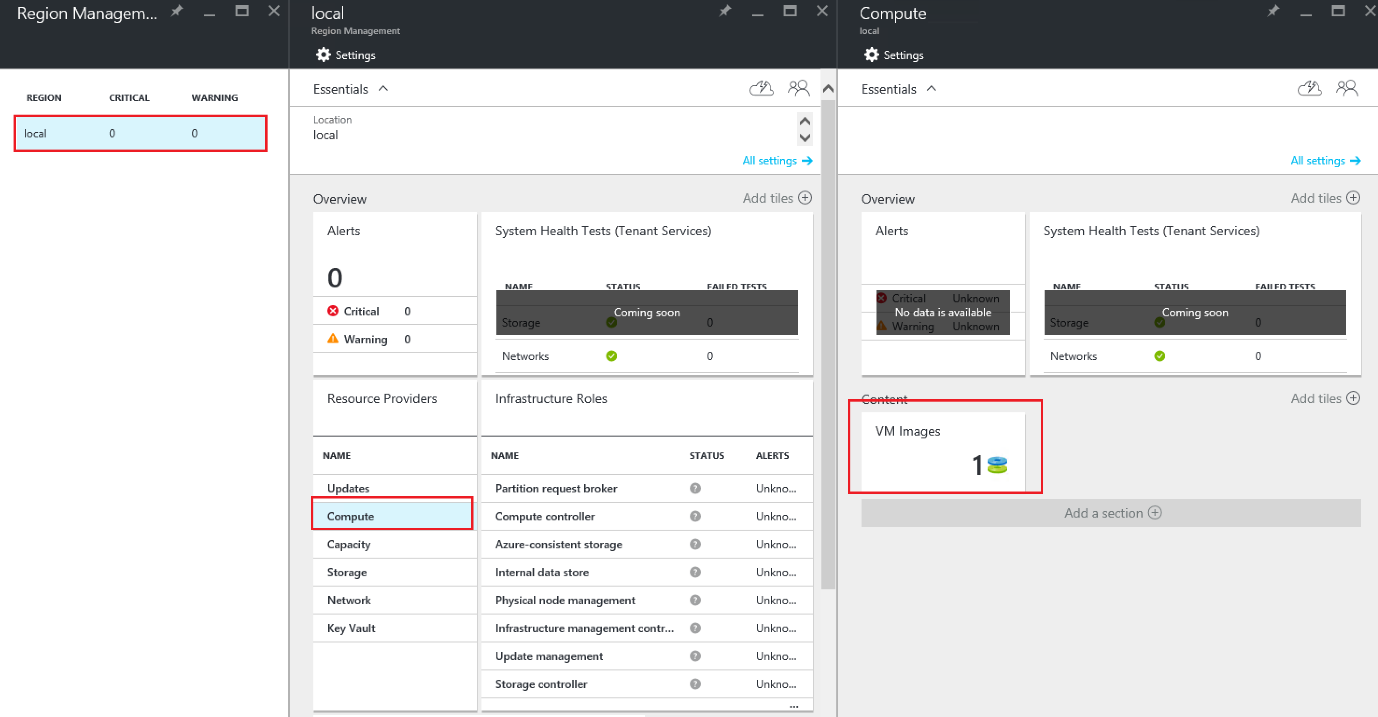 Region Managem...
REGION CRITICAL WARNING
local 0 0
local
Region Management
Settings
Essentials
Location
local
All settings
Overview
Add tiles
Alerts
0
Critical 0
Warning 0
System Health Tests (Tenant Services)
NAME STATUS FAILED TESTS
Coming soon
Storage 0
Networks 0
Resource Providers
NAME
Updates
Compute
Capacity
Storage
Network
Key Vault
Infrastructure Roles
NAME STATUS ALERTS
Partition request broker ? Unkno...
Compute controller ? Unkno...
Azure-consistent storage ? Unkno...
Internal data store ? Unkno...
Physical node management ? Unkno...
Infrastructure management contr... ? Unkno...
Update management ? Unkno...
Storage controller ? Unkno...
...
Compute
local
Settings
Essentials
All settings
Overview
Add tiles
Alerts
Critical Unknown
No data is available
Warning Unknown
System Health Tests (Tenant Services)
NAME STATUS FAILED TESTS
Coming soon
Storage 0
Networks 0
Content
Add tiles
VM Images
1
Add a section